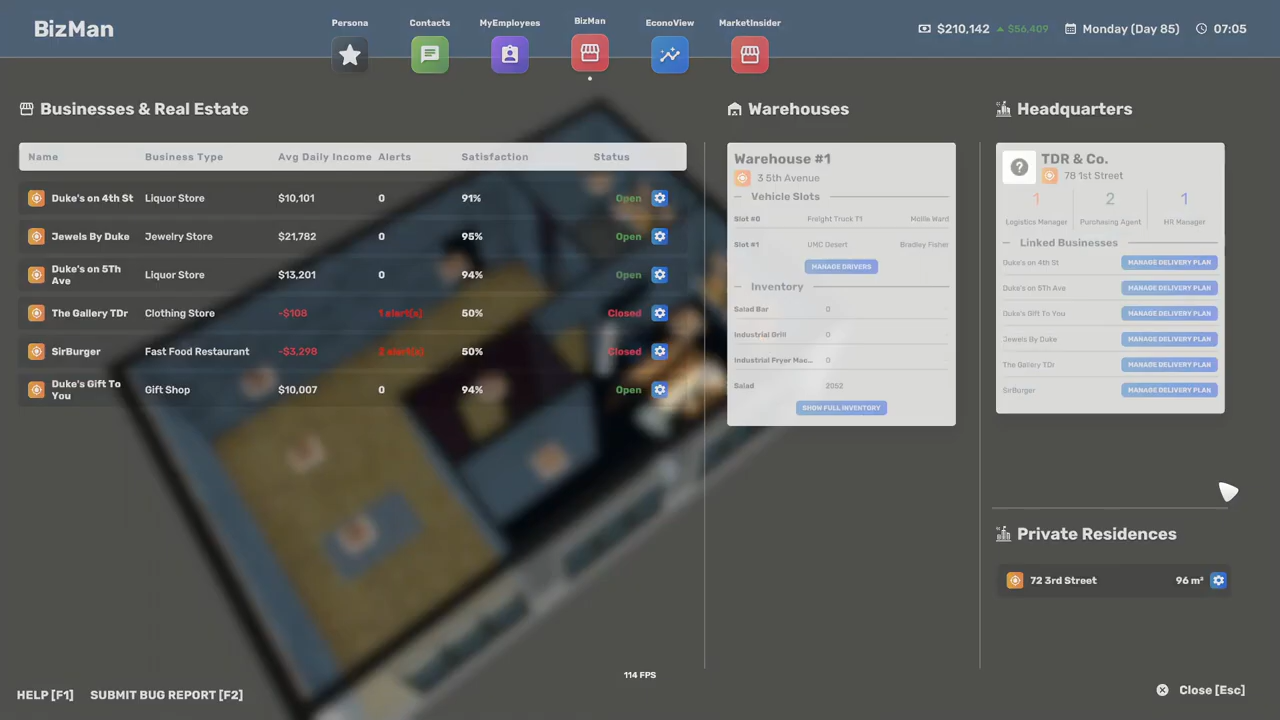 BizMan
Persona
Contacts
MyEmployees
BizMan
EconoView
MarketInsider
$210,142 $56,409
Monday (Day 85)
07:05
Businesses & Real Estate
Name Business Type Avg Daily Income Alerts Satisfaction Status
Duke's on 4th St Liquor Store $10,101 0 91% Open
Jewels By Duke Jewelry Store $21,782 0 95% Open
Duke's on 5Th
Ave Liquor Store $13,201 0 94% Open
The Gallery TDr Clothing Store -$108 1 alert(s) 50% Closed
SirBurger Fast Food Restaurant -$3,298 2 alert(s) 50% Closed
Duke's Gift To
You Gift Shop $10,007 0 94% Open
Warehouses
Warehouse #1
3 5th Avenue
Vehicle Slots
Slot #0 Freight Truck T1 Mollie Ward
Slot #1 UMC Desert Bradley Fisher
MANAGE DRIVERS
Inventory
Salad Bar 0
Industrial Grill 0
Industrial Fryer Mac... 0
Salad 2052
SHOW FULL INVENTORY
Headquarters
?
TDR & Co.
78 1st Street
1 2 1
Logistics Manager Purchasing Agent HR Manager
Linked Businesses
Duke's on 4th St MANAGE DELIVERY PLAN
Duke's on 5Th Ave MANAGE DELIVERY PLAN
Duke's Gift To You MANAGE DELIVERY PLAN
Jewels By Duke MANAGE DELIVERY PLAN
The Gallery TDr MANAGE DELIVERY PLAN
SirBurger MANAGE DELIVERY PLAN
Private Residences
72 3rd Street 96 m²
114 FPS
HELP [F1] SUBMIT BUG REPORT [F2]
Close [Esc]